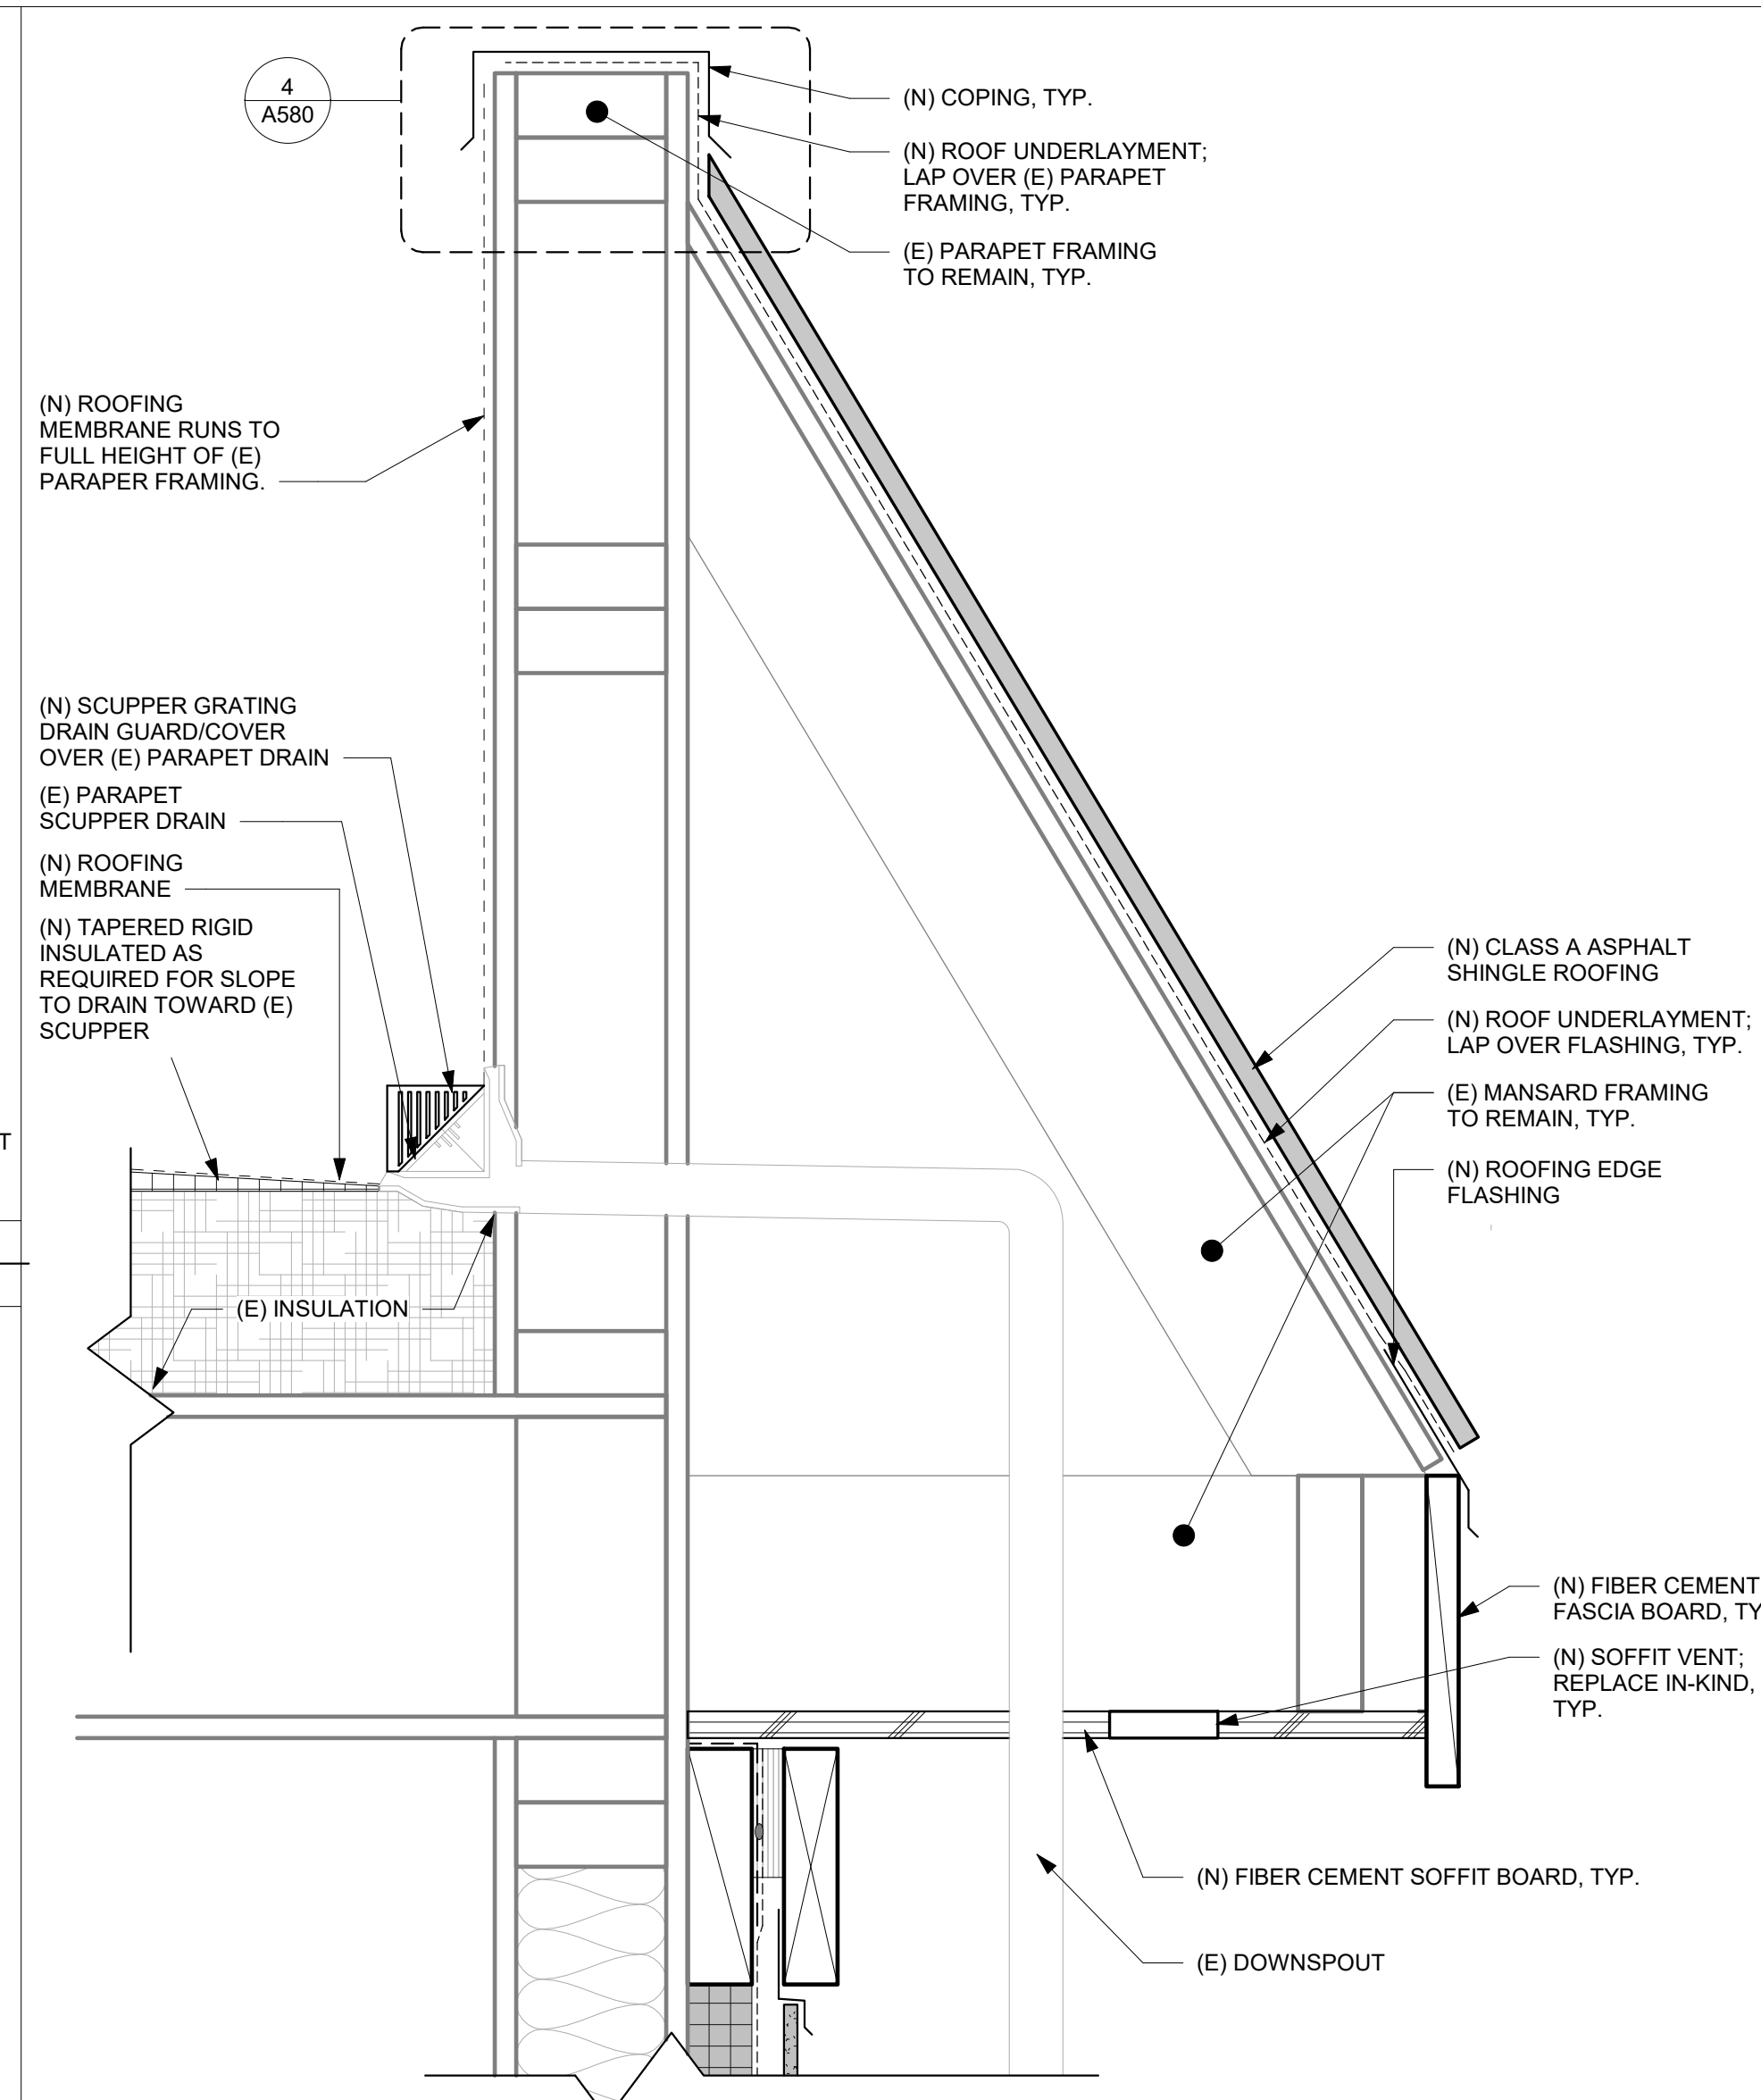 4
A580
(N) COPING, TYP.
(N) ROOF UNDERLAYMENT;
LAP OVER (E) PARAPET
FRAMING, TYP.
(E) PARAPET FRAMING
TO REMAIN, TYP.
(N) ROOFING
MEMBRANE RUNS TO
FULL HEIGHT OF (E)
PARAPER FRAMING.
(N) SCUPPER GRATING
DRAIN GUARD/COVER
OVER (E) PARAPET DRAIN
(E) PARAPET
SCUPPER DRAIN
(N) ROOFING
MEMBRANE
(N) TAPERED RIGID
INSULATED AS
REQUIRED FOR SLOPE
TO DRAIN TOWARD (E)
SCUPPER
T
(E) INSULATION
(N) CLASS A ASPHALT
SHINGLE ROOFING
(N) ROOF UNDERLAYMENT;
LAP OVER FLASHING, TYP.
(E) MANSARD FRAMING
TO REMAIN, TYP.
(N) ROOFING EDGE
FLASHING
(N) FIBER CEMENT
FASCIA BOARD, TY
(N) SOFFIT VENT;
REPLACE IN-KIND,
TYP.
(N) FIBER CEMENT SOFFIT BOARD, TYP.
(E) DOWNSPOUT